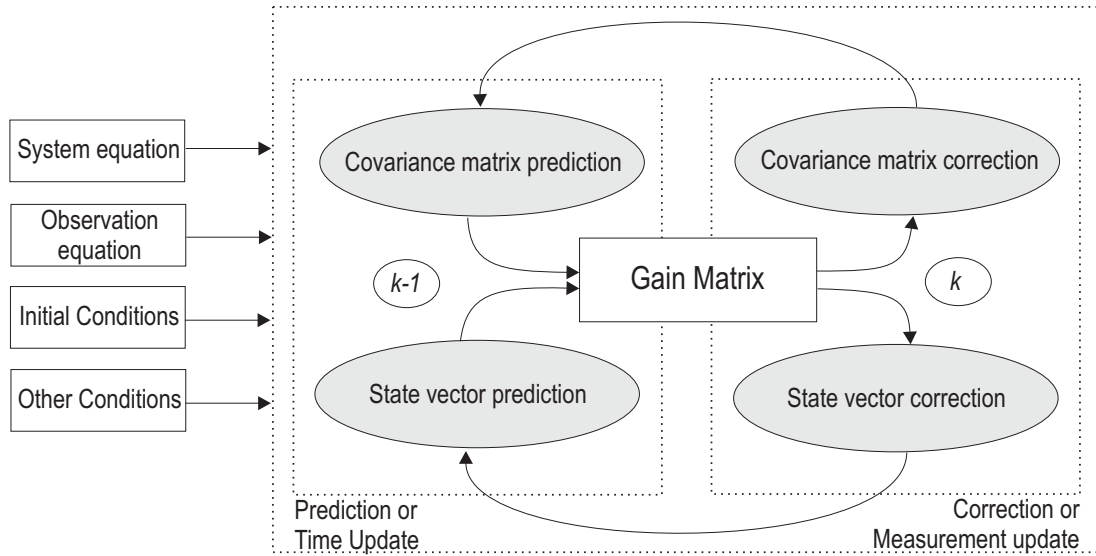 System equation
Observation
equation
Initial Conditions
Other Conditions
Covariance matrix prediction
Covariance matrix correction
k-1
Gain Matrix
k
State vector prediction
State vector correction
Prediction or
Time Update
Correction or
Measurement update